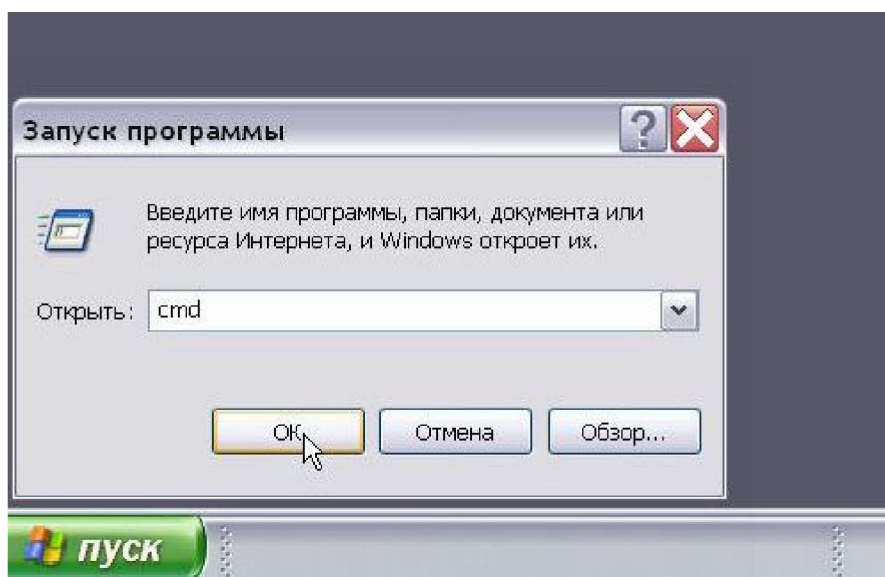 Запуск программы
?
Введите имя программы, папки, документа или
ресурса Интернета, и Windows откроет их.
Открыть: cmd
ОК Отмена Обзор...
пуск